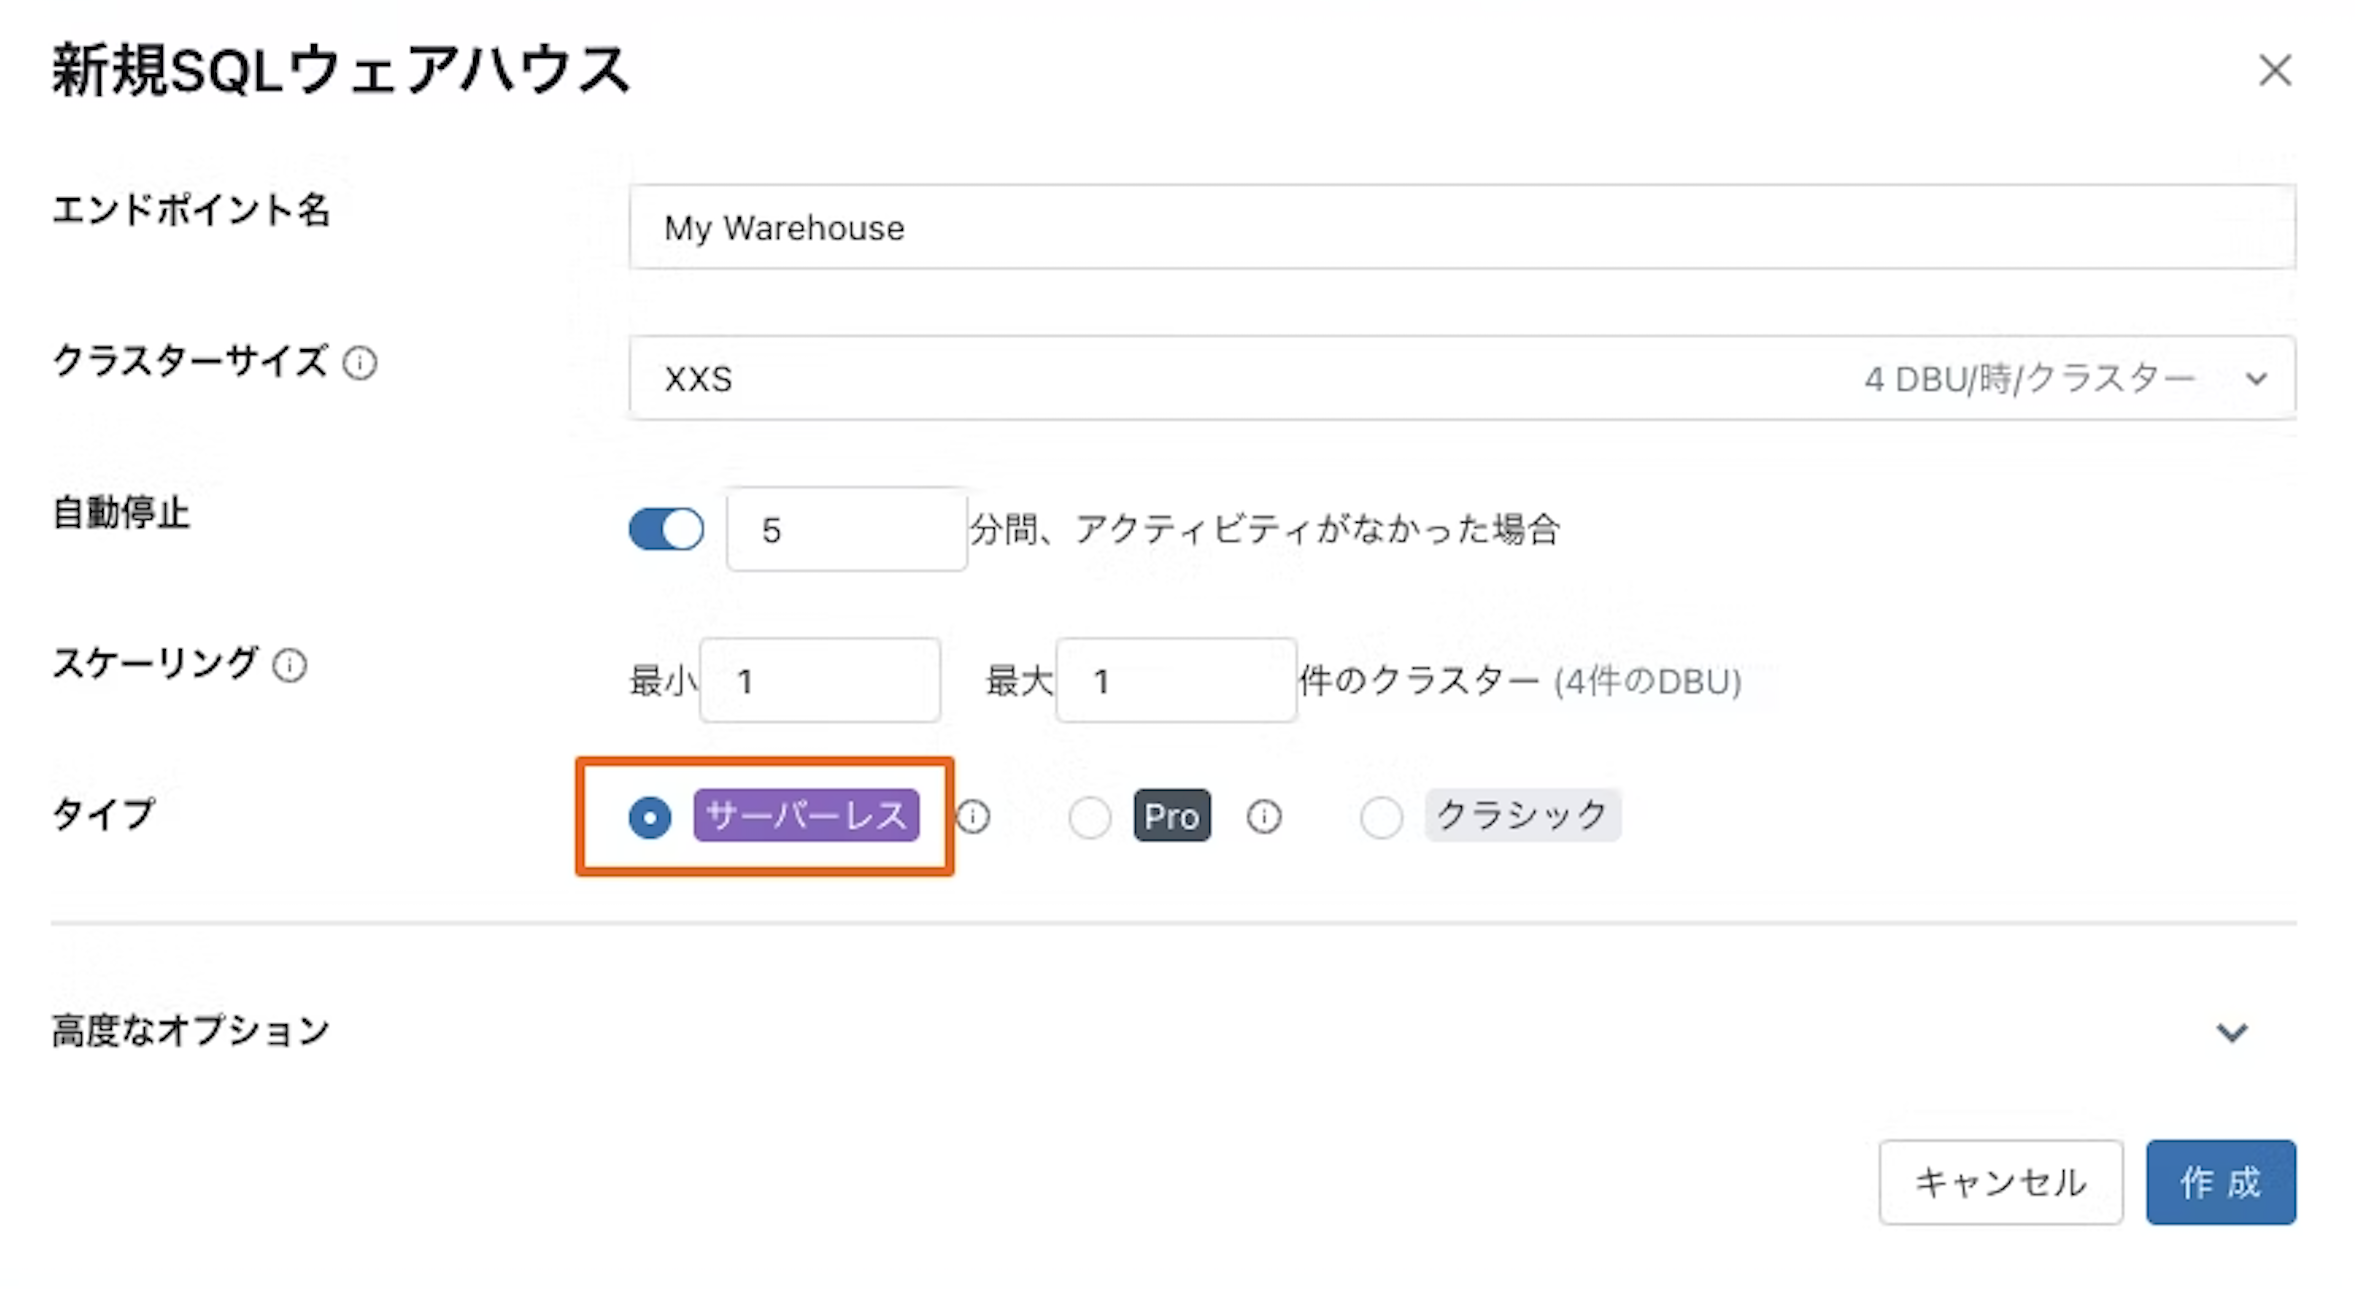 新規SQLウェアハウス
エンドポイント名
My Warehouse
クラスターサイズ
XXS 4 DBU/時/クラスター
自動停止
5 分間、アクティビティがなかった場合
スケーリング
最小 1 最大 1 件のクラスター (4件のDBU)
タイプ
サーバーレス Pro クラシック
高度なオプション
キャンセル 作成